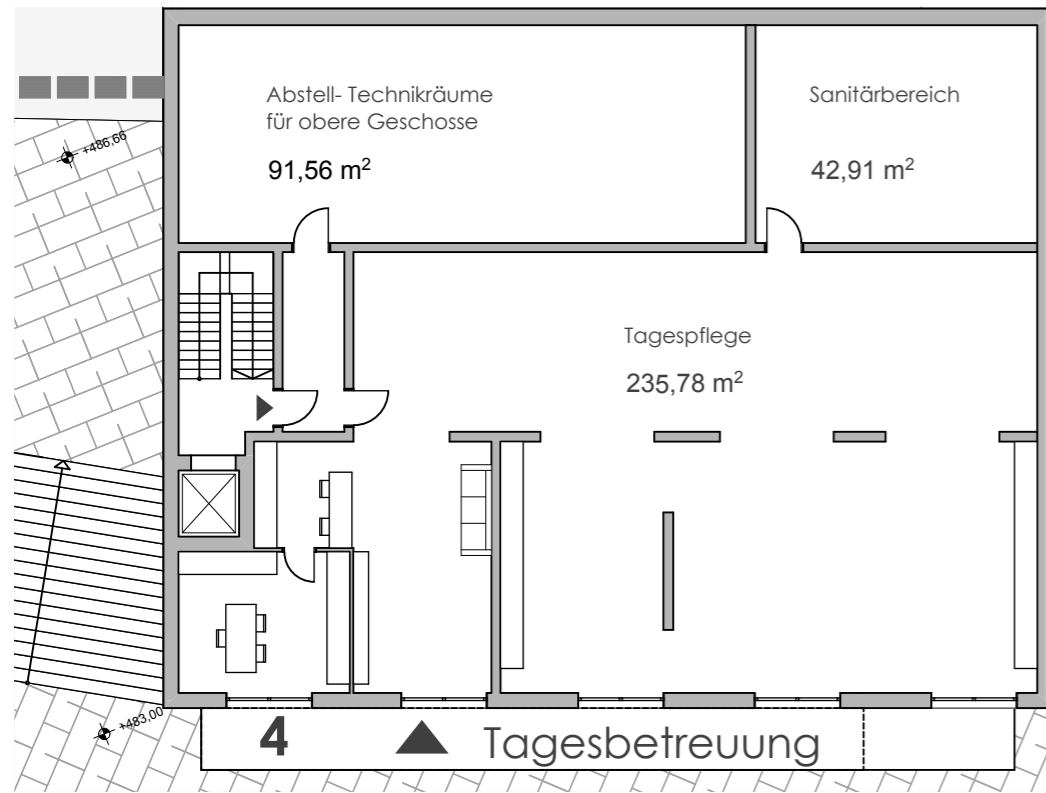 Abstell- Technikräume
für obere Geschosse
91,56 m²
Sanitärbereich
42,91 m²
+486,66
Tagespflege
235,78 m²
+483,00
4 Tagesbetreuung